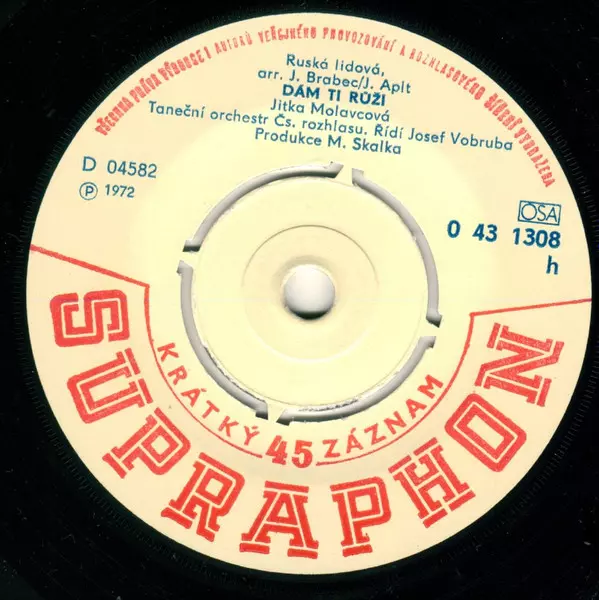 VŠECHNA PRÁVA VÝROBCE I AUTORŮ VEŘEJNÉHO PROVOZOVÁNÍ A ROZHLASOVÉHO ŠÍŘENÍ VYHRAZENA
Ruská lidová,
arr. J. Brabec/J. Aplt
DÁM TI RŮŽI
Jitka Molavcová
Taneční orchestr Čs. rozhlasu. Řídí Josef Vobruba
Produkce M. Skalka
D 04582
Ⓟ 1972
OSA
0 43 1308
h
KRÁTKÝ 45 ZÁZNAM
SUPRAPHON